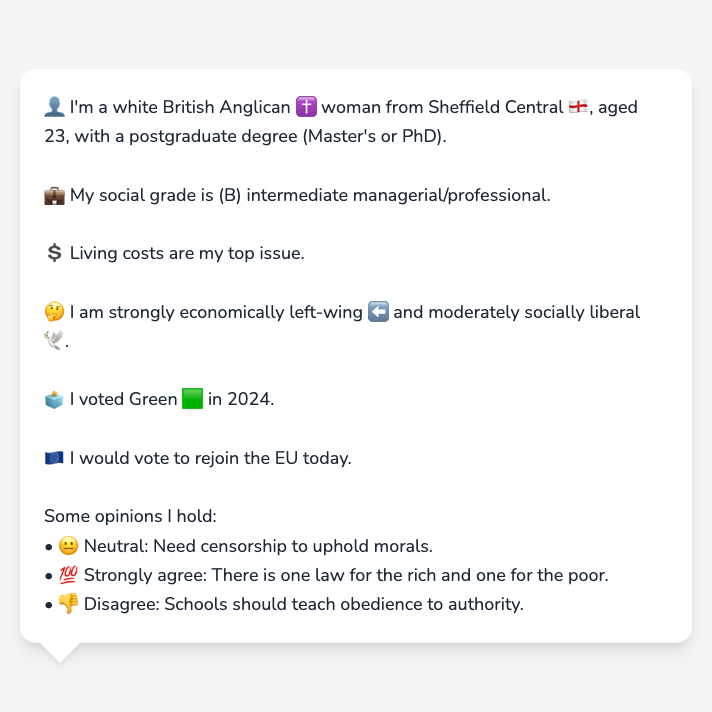 👤 I'm a white British Anglican ✝️ woman from Sheffield Central 🏴󠁧󠁢󠁥󠁮󠁧󠁿, aged
23, with a postgraduate degree (Master's or PhD).
💼 My social grade is (B) intermediate managerial/professional.
💲 Living costs are my top issue.
🤔 I am strongly economically left-wing ⬅️ and moderately socially liberal
🕊️.
🗳️ I voted Green 🟩 in 2024.
🇪🇺 I would vote to rejoin the EU today.
Some opinions I hold:
• 😐 Neutral: Need censorship to uphold morals.
• 💯 Strongly agree: There is one law for the rich and one for the poor.
• 👎 Disagree: Schools should teach obedience to authority.